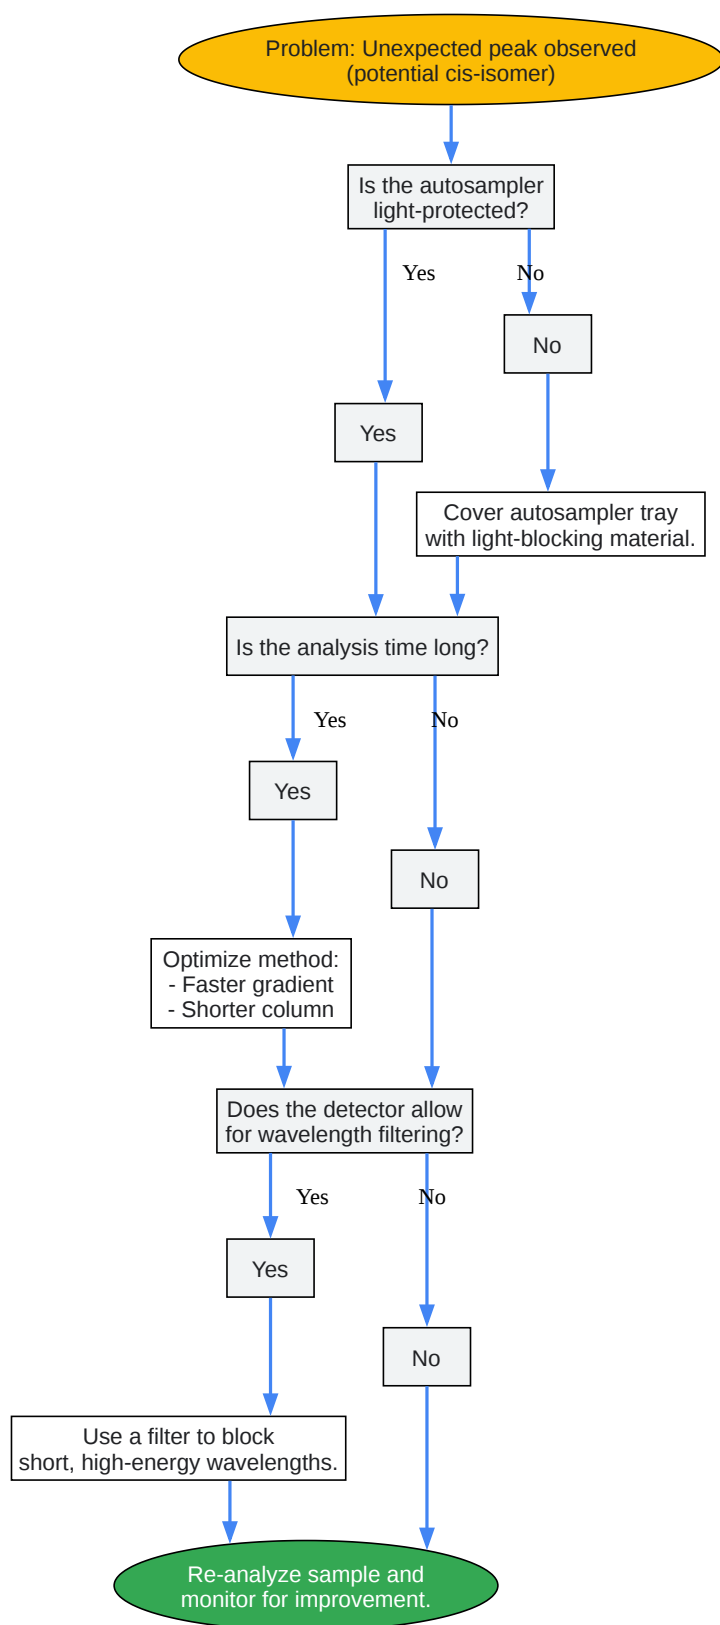 Problem: Unexpected peak observed
(potential cis-isomer)
Is the autosampler
light-protected?
Yes
No
No
Yes
Cover autosampler tray
with light-blocking material.
Is the analysis time long?
Yes
No
Yes
No
Optimize method:
- Faster gradient
- Shorter column
Does the detector allow
for wavelength filtering?
Yes
No
Yes
No
Use a filter to block
short, high-energy wavelengths.
Re-analyze sample and
monitor for improvement.